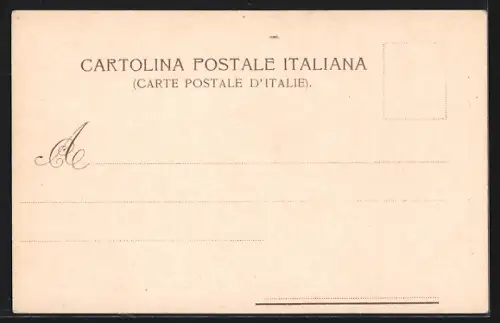 CARTOLINA POSTALE ITALIANA
(CARTE POSTALE D'ITALIE).
A